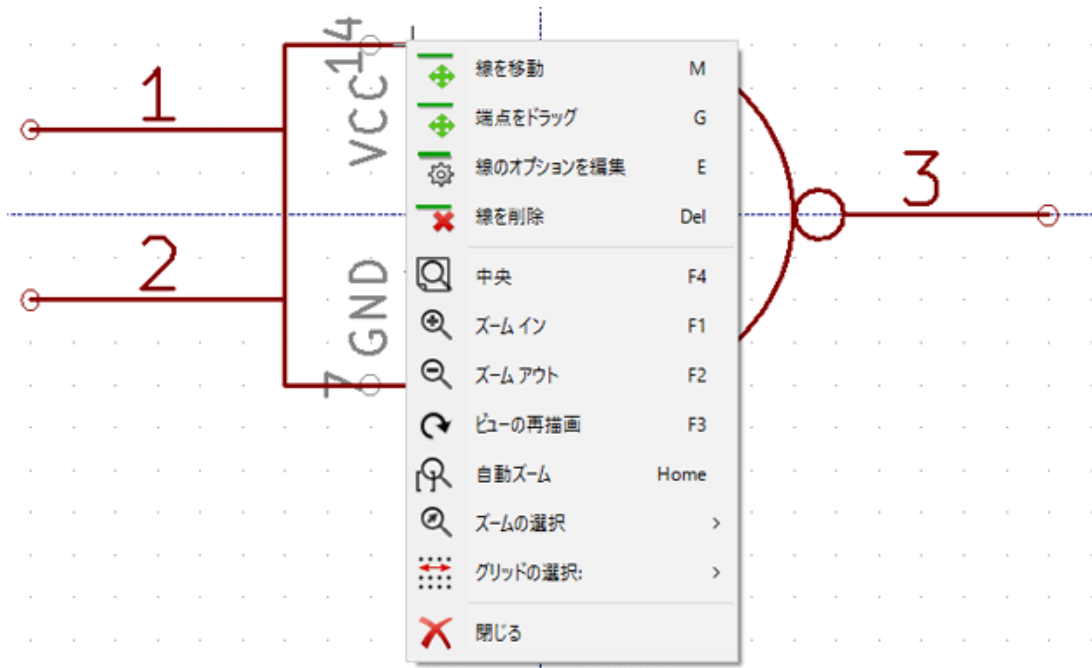 1
14
VCC
2
GND
7
3
線を移動 M
端点をドラッグ G
線のオプションを編集 E
線を削除 Del
中央 F4
ズーム イン F1
ズーム アウト F2
ビューの再描画 F3
自動ズーム Home
ズームの選択
グリッドの選択:
閉じる